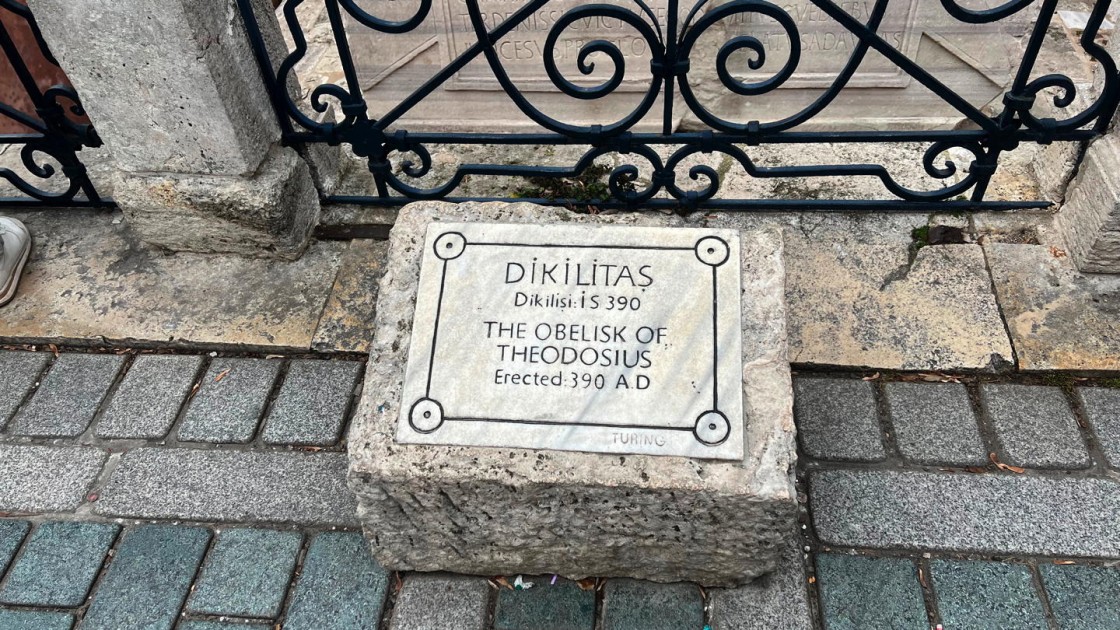 DİKİLİTAŞ
Dikilişi: İS 390
THE OBELISK OF
THEODOSIUS
Erected: 390 A.D
TURING